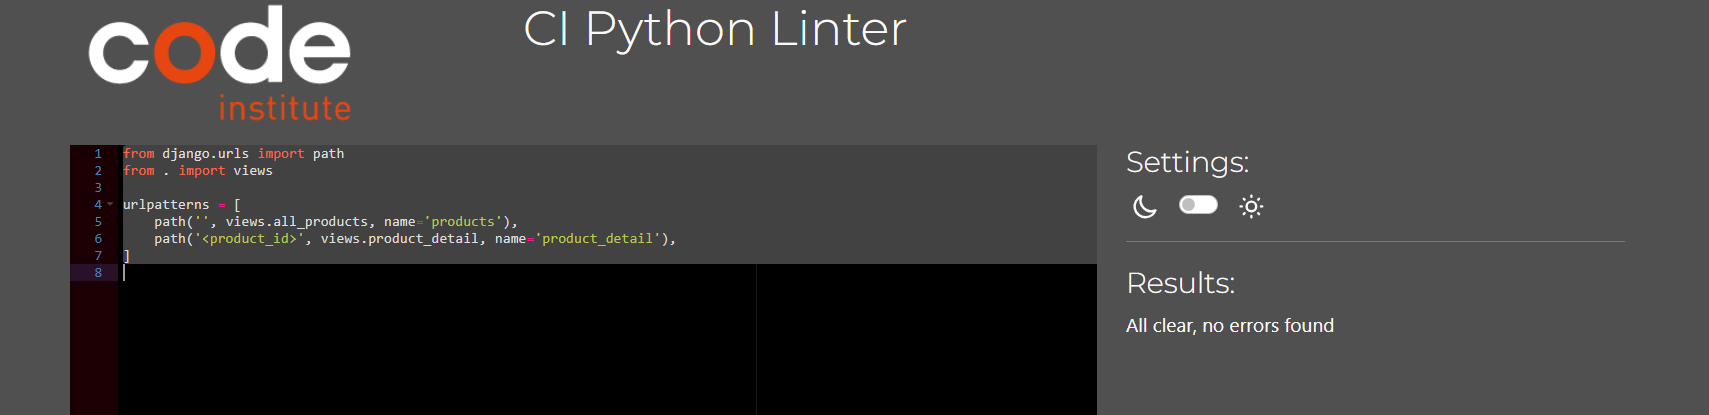 code
institute
CI Python Linter
1 from django.urls import path
2 from . import views
3
4 urlpatterns = [
5     path('', views.all_products, name='products'),
6     path('<product_id>', views.product_detail, name='product_detail'),
7 ]
8
Settings:
Results:
All clear, no errors found